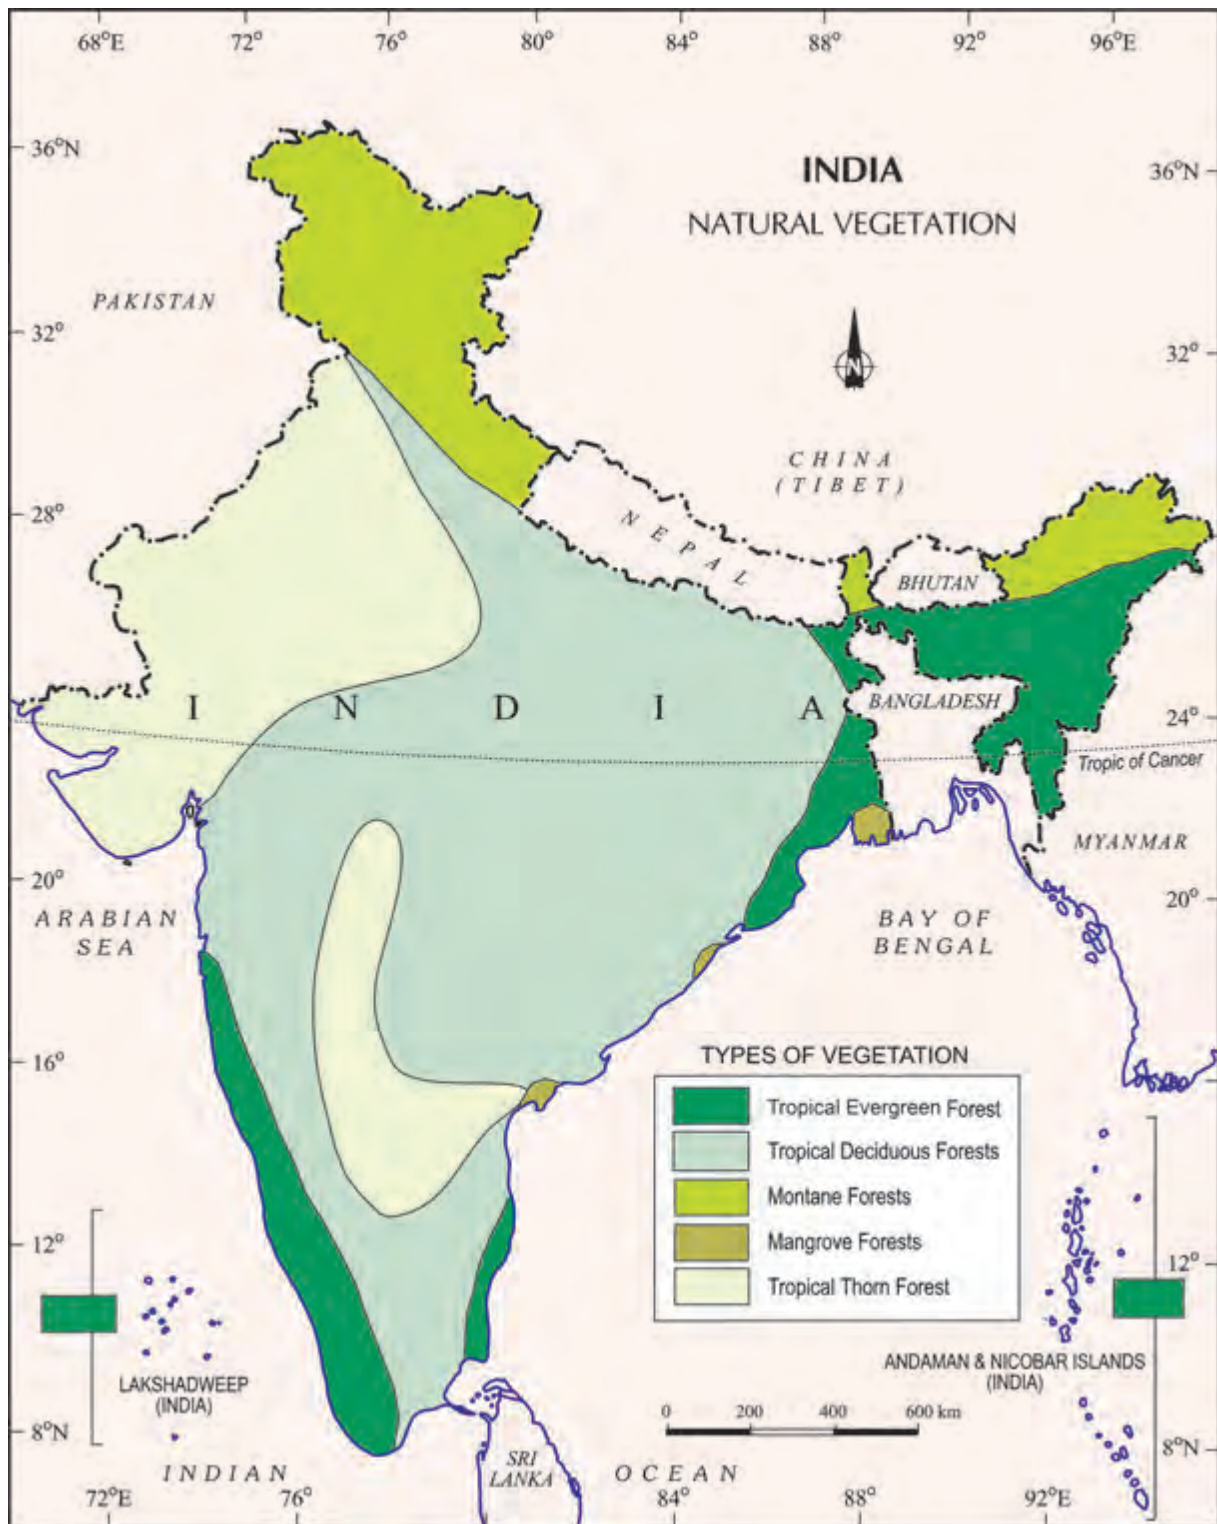 68°E 72° 76° 80° 84° 88° 92° 96°E
36°N
36°N
INDIA
NATURAL VEGETATION
PAKISTAN
32°
32°
CHINA
(TIBET)
28°
NEPAL
BHUTAN
INDIA
BANGLADESH
24°
Tropic of Cancer
MYANMAR
20°
20°
ARABIAN
SEA
BAY OF
BENGAL
16°
TYPES OF VEGETATION
Tropical Evergreen Forest
Tropical Deciduous Forests
Montane Forests
Mangrove Forests
Tropical Thorn Forest
12°
12°
LAKSHADWEEP
(INDIA)
ANDAMAN & NICOBAR ISLANDS
(INDIA)
0 200 400 600 km
8°N
8°N
N
INDIAN OCEAN
SRI
LANKA
72°E 76° 84° 88° 92°E